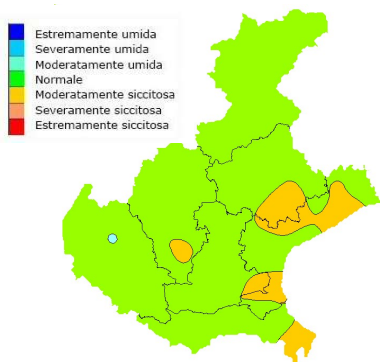 Estremamente umida
Severamente umida
Moderatamente umida
Normale
Moderatamente siccitosa
Severamente siccitosa
Estremamente siccitosa